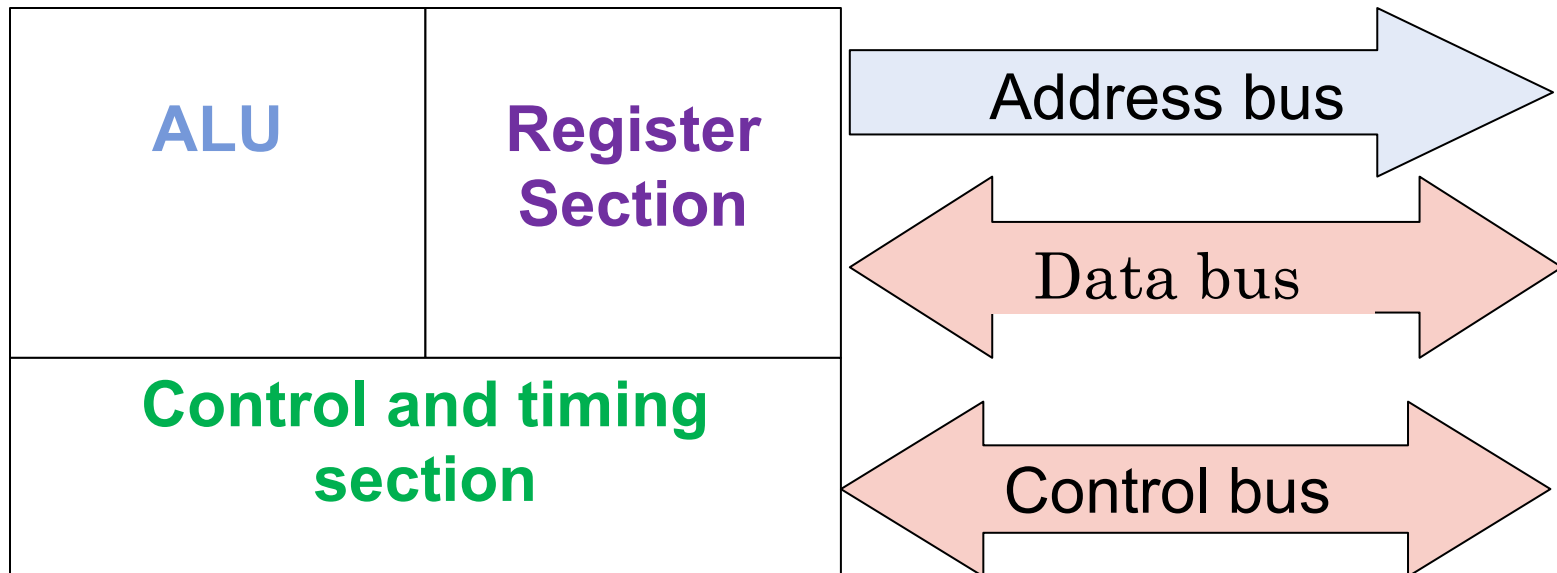 ALU
Register
Section
Control and timing
section
Address bus
Data bus
Control bus